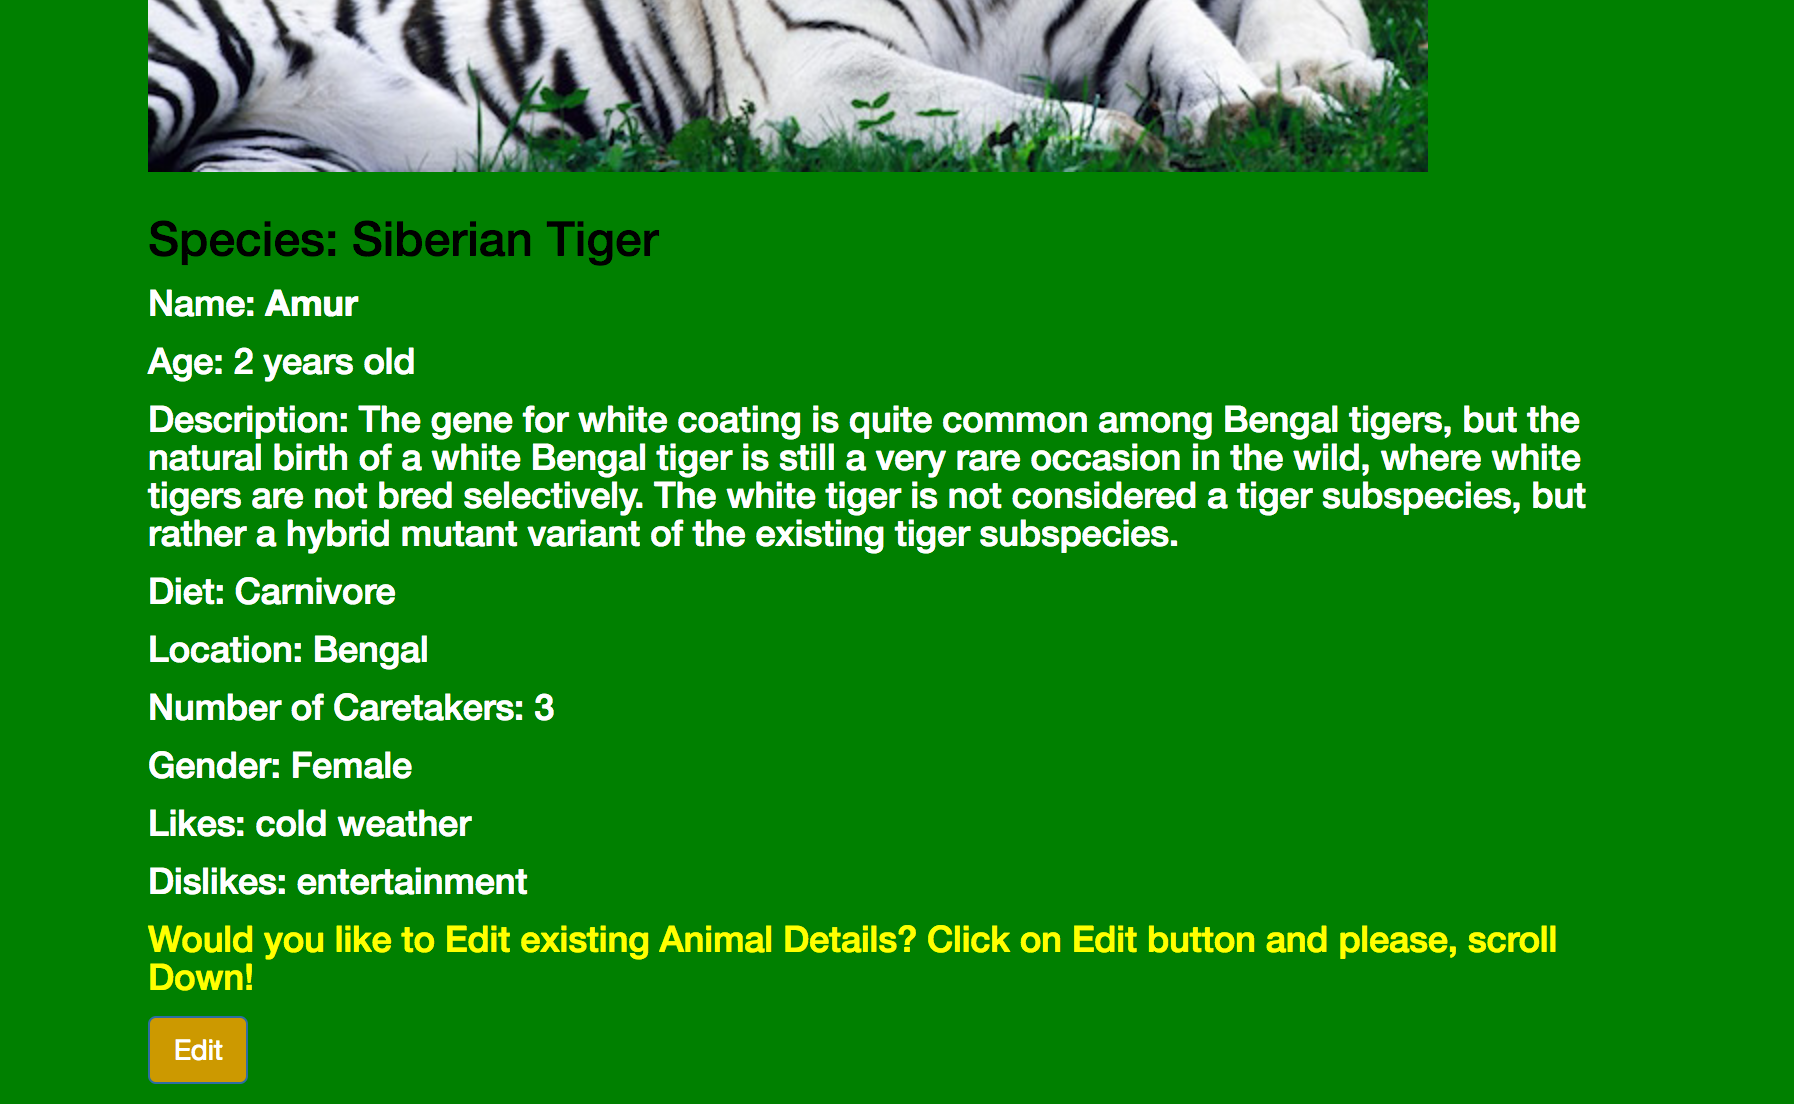 Species: Siberian Tiger
Name: Amur
Age: 2 years old
Description: The gene for white coating is quite common among Bengal tigers, but the
natural birth of a white Bengal tiger is still a very rare occasion in the wild, where white
tigers are not bred selectively. The white tiger is not considered a tiger subspecies, but
rather a hybrid mutant variant of the existing tiger subspecies.
Diet: Carnivore
Location: Bengal
Number of Caretakers: 3
Gender: Female
Likes: cold weather
Dislikes: entertainment
Would you like to Edit existing Animal Details? Click on Edit button and please, scroll
Down!
Edit